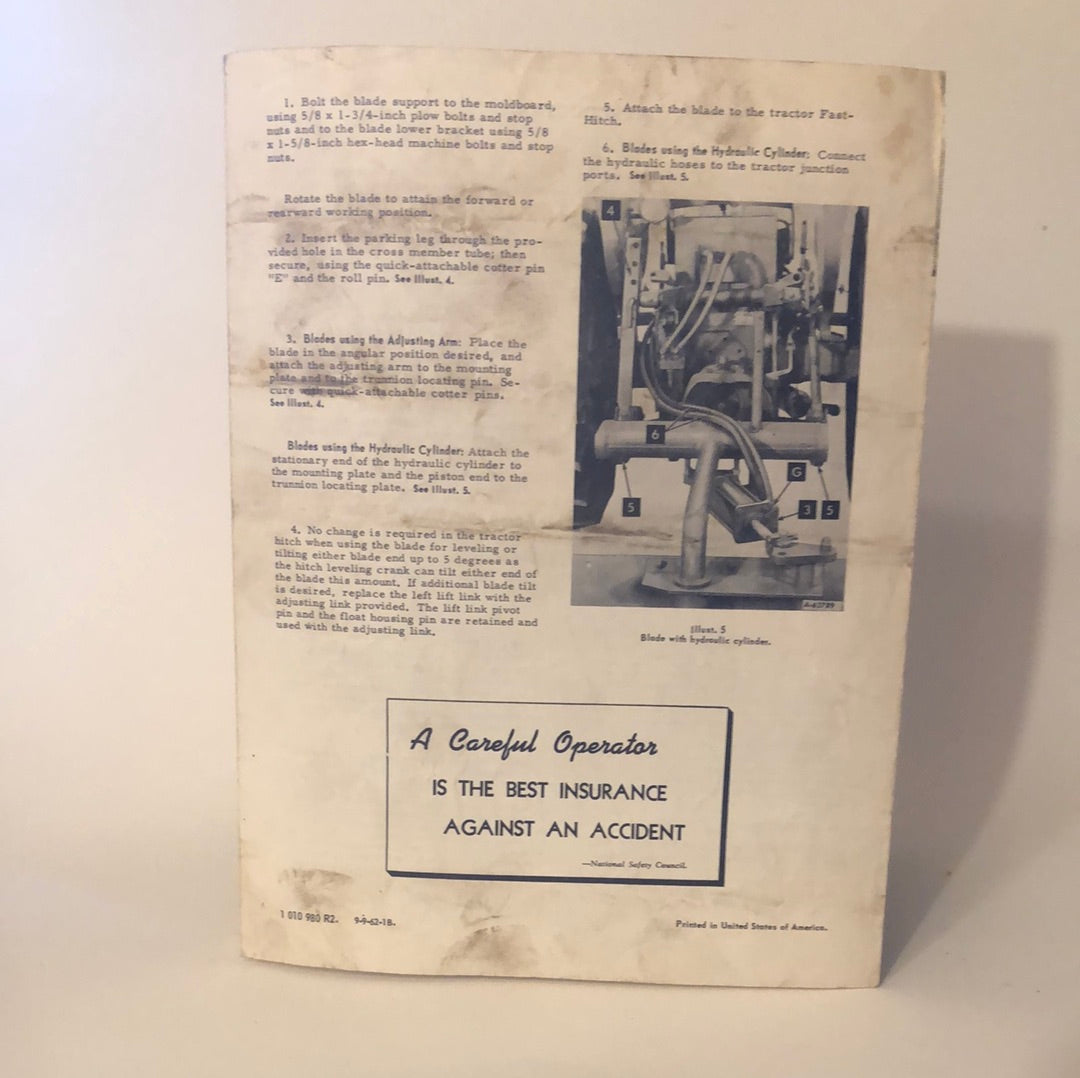 1. Bolt the blade support to the moldboard,
using 5/8 x 1-3/4-inch plow bolts and stop
nuts and to the blade lower bracket using 5/8
x 1-5/8-inch hex-head machine bolts and stop
nuts.
Rotate the blade to attain the forward or
rearward working position.
2. Insert the parking leg through the pro-
vided hole in the cross member tube; then
secure, using the quick-attachable cotter pin
"E" and the roll pin. See Illust. 4.
3. Blades using the Adjusting Arm: Place the
blade in the angular position desired, and
attach the adjusting arm to the mounting
plate and to the trunnion locating pin. Se-
cure with quick-attachable cotter pins.
See Illust. 4.
Blades using the Hydraulic Cylinder: Attach the
stationary end of the hydraulic cylinder to
the mounting plate and the piston end to the
trunnion locating plate. See Illust. 5.
4. No change is required in the tractor
hitch when using the blade for leveling or
tilting either blade end up to 5 degrees as
the hitch leveling crank can tilt either end of
the blade this amount. If additional blade tilt
is desired, replace the left lift link with the
adjusting link provided. The lift link pivot
pin and the float housing pin are retained and
used with the adjusting link.
5. Attach the blade to the tractor Fast-
Hitch.
6. Blades using the Hydraulic Cylinder: Connect
the hydraulic hoses to the tractor junction
ports. See Illust. 5.
4
6
G
5
3 5
A-60789
Illust. 5
Blade with hydraulic cylinder.
A Careful Operator
IS THE BEST INSURANCE
AGAINST AN ACCIDENT
—National Safety Council.
1 010 980 R2. 9-9-62-1B.
Printed in United States of America.